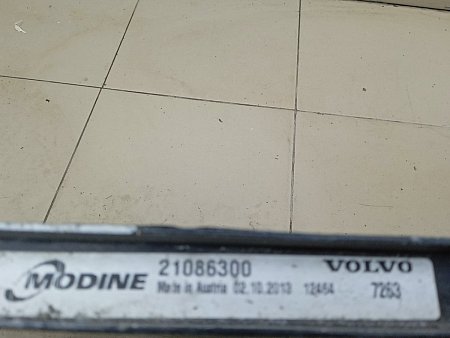 MODINE 21086300 VOLVO
Made in Austria 02.10.2013 12464 7263